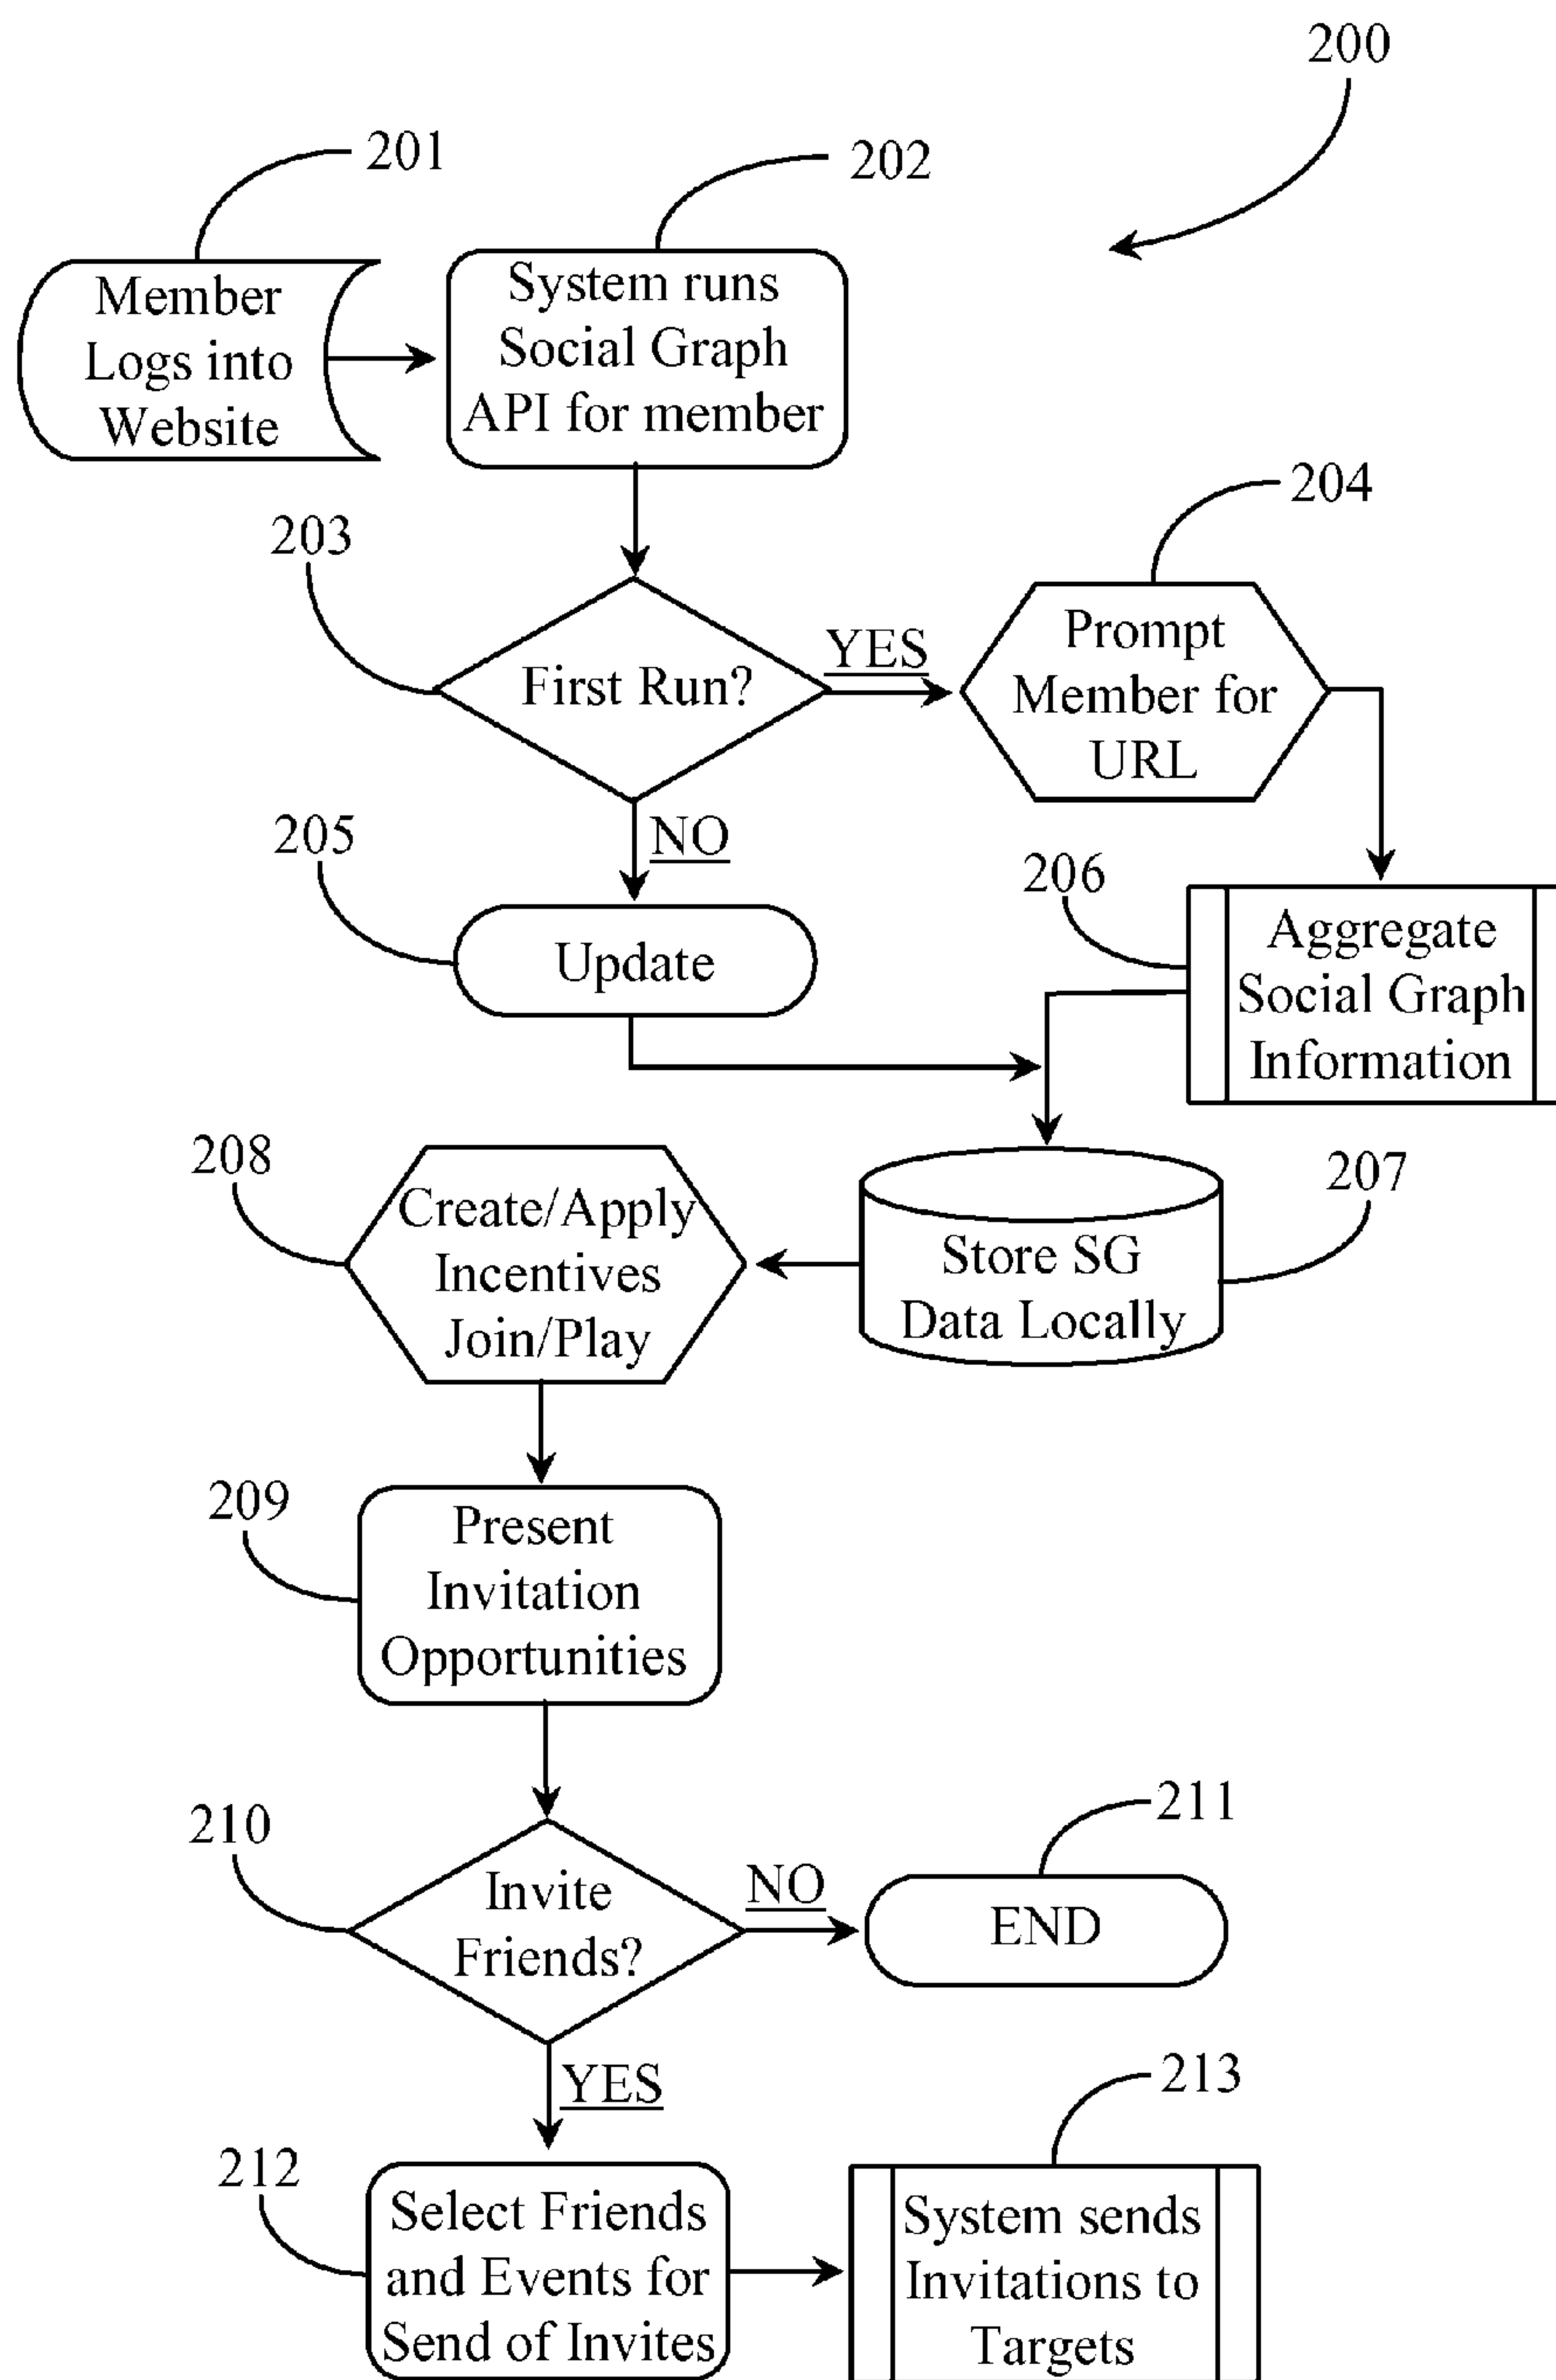 200
201
202
Member
Logs into
Website
System runs
Social Graph
API for member
203
204
First Run?
YES
Prompt
Member for
URL
NO
205
206
Update
Aggregate
Social Graph
Information
208
207
Create/Apply
Incentives
Join/Play
Store SG
Data Locally
209
Present
Invitation
Opportunities
210
211
Invite
Friends?
NO
END
YES
212
213
Select Friends
and Events for
Send of Invites
System sends
Invitations to
Targets